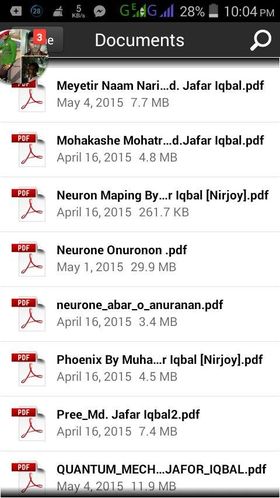 5 KB/s G G 28% 10:04 PM
3
e
Documents
Meyetir Naam Nari...d. Jafar Iqbal.pdf
May 4, 2015 7.7 MB
Mohakashe Mohatr...d.Jafar Iqbal.pdf
April 16, 2015 4.8 MB
Neuron Maping By...r Iqbal [Nirjoy].pdf
April 16, 2015 261.7 KB
Neurone Onuronon .pdf
May 1, 2015 29.9 MB
neurone_abar_o_anuranan.pdf
April 16, 2015 3.4 MB
Phoenix By Muha...r Iqbal [Nirjoy].pdf
April 16, 2015 4.5 MB
Pree_Md. Jafar Iqbal2.pdf
April 16, 2015 7.4 MB
QUANTUM_MECH...JAFOR_IQBAL.pdf
April 16, 2015 11.9 MB
PDF
PDF
PDF
PDF
PDF
PDF
PDF
PDF